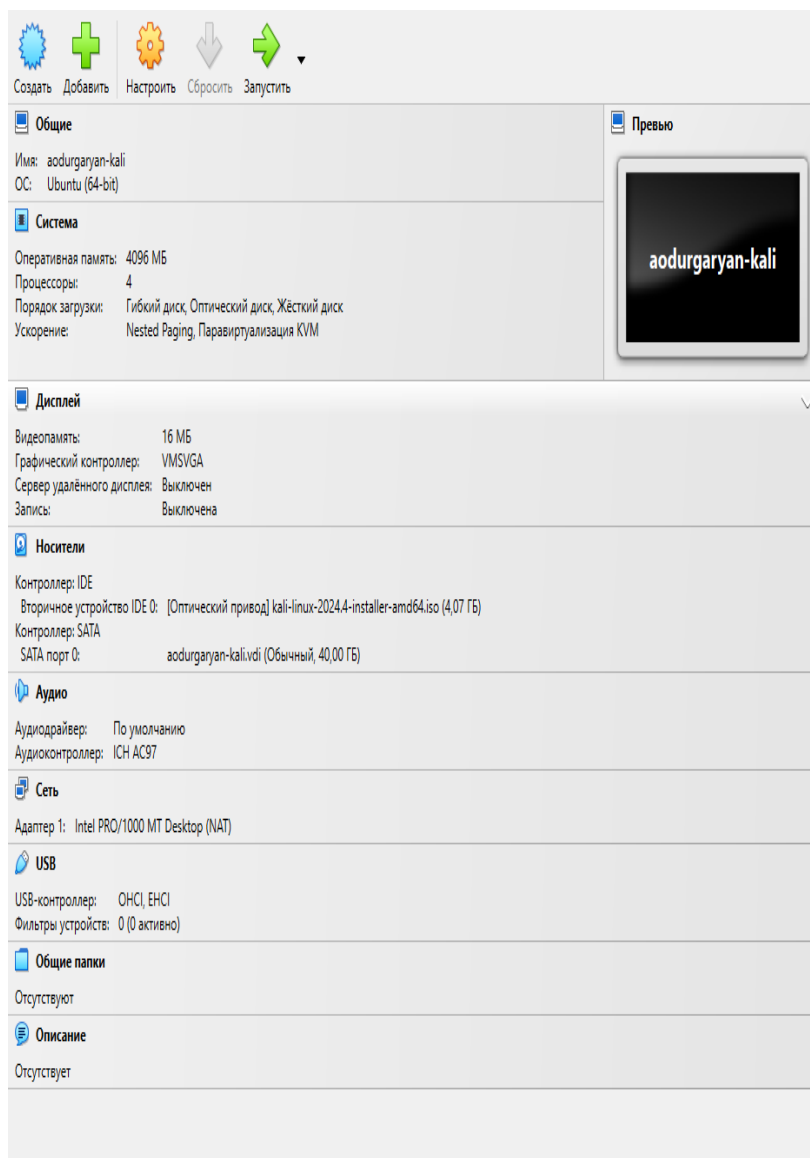 Создать Добавить Настроить Сбросить Запустить
Общие
Имя: aodurgaryan-kali
ОС: Ubuntu (64-bit)
Превью
aodurgaryan-kali
Система
Оперативная память: 4096 МБ
Процессоры: 4
Порядок загрузки: Гибкий диск, Оптический диск, Жёсткий диск
Ускорение: Nested Paging, Паравиртуализация KVM
Дисплей
Видеопамять: 16 МБ
Графический контроллер: VMSVGA
Сервер удалённого дисплея: Выключен
Запись: Выключена
Носители
Контроллер: IDE
Вторичное устройство IDE 0: [Оптический привод] kali-linux-2024.4-installer-amd64.iso (4,07 ГБ)
Контроллер: SATA
SATA порт 0: aodurgaryan-kali.vdi (Обычный, 40,00 ГБ)
Аудио
Аудиодрайвер: По умолчанию
Аудиоконтроллер: ICH AC97
Сеть
Адаптер 1: Intel PRO/1000 MT Desktop (NAT)
USB
USB-контроллер: OHCI, EHCI
Фильтры устройств: 0 (0 активно)
Общие папки
Отсутствуют
Описание
Отсутствует